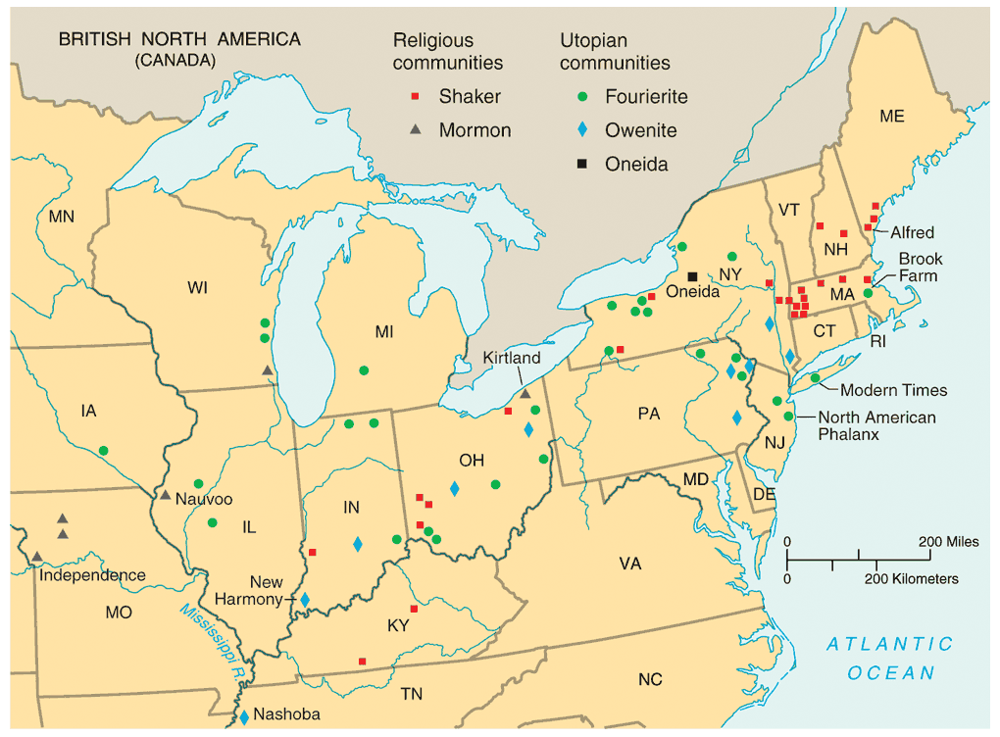 BRITISH NORTH AMERICA
(CANADA)
Religious
communities
Shaker
Mormon
Utopian
communities
Fourierite
Owenite
Oneida
ME
MN
VT
NH
Alfred
Brook
Farm
WI
MI
NY
Oneida
MA
CT
RI
Kirtland
Modern Times
IA
PA
North American
Phalanx
NJ
OH
MD
DE
Nauvoo
IL
IN
0
200 Miles
0
200 Kilometers
Independence
New
Harmony
VA
MO
Mississippi R.
KY
ATLANTIC
OCEAN
TN
NC
Nashoba